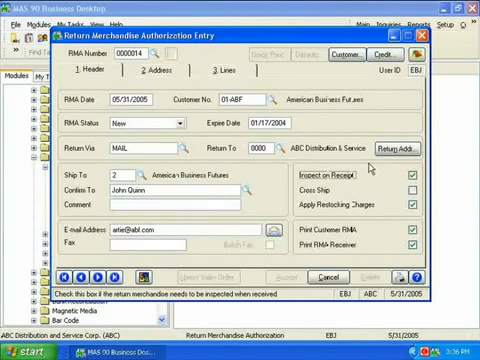 MAS 90 Business Desktop
File Modules Main Inquiries Reports Setup
Find Ta
Modules My T
Return Merchandise Authorization Entry
RMA Number 0000014 Quick Print Defaults Customer... Credit...
1. Header 2. Address 3. Lines User ID EBJ
RMA Date 05/31/2005 Customer No. 01-ABF American Business Futures
RMA Status New Expire Date 01/17/2004
Return Via MAIL Return To 0000 ABC Distribution & Service Return Addr...
Ship To 2 American Business Futures Inspect on Receipt
Confirm To John Quinn Cross Ship
Comment Apply Restocking Charges
E-mail Address artie@abl.com Print Customer RMA
Fax Batch Fax Print RMA Receiver
Accept Cancel Delete
Check this box if the return merchandise needs to be inspected when received EBJ ABC 5/31/2005
Magnetic Media
Bar Code
ABC Distribution and Service Corp. (ABC) Return Merchandise Authorization 5/31/2005
start MAS 90 Business Des... 3:36 PM